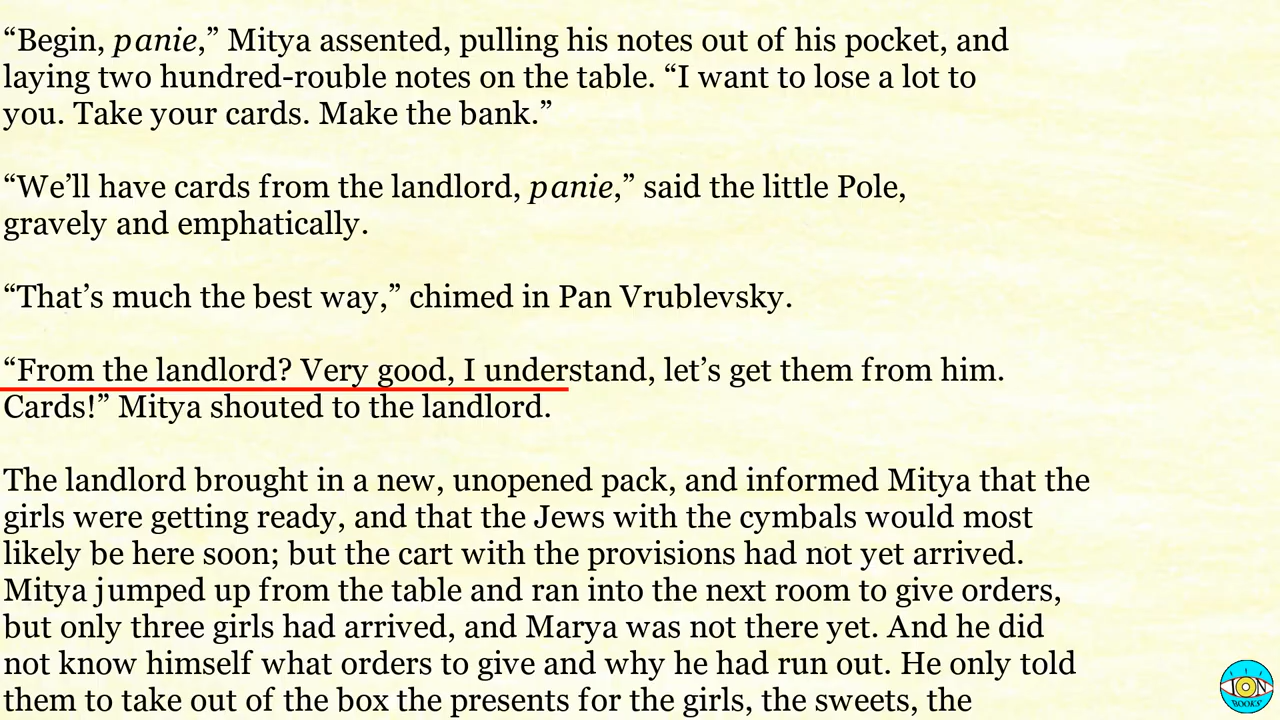 “Begin, panie,” Mitya assented, pulling his notes out of his pocket, and
laying two hundred-rouble notes on the table. “I want to lose a lot to
you. Take your cards. Make the bank.”
“We’ll have cards from the landlord, panie,” said the little Pole,
gravely and emphatically.
“That’s much the best way,” chimed in Pan Vrublevsky.
“From the landlord? Very good, I understand, let’s get them from him.
Cards!” Mitya shouted to the landlord.
The landlord brought in a new, unopened pack, and informed Mitya that the
girls were getting ready, and that the Jews with the cymbals would most
likely be here soon; but the cart with the provisions had not yet arrived.
Mitya jumped up from the table and ran into the next room to give orders,
but only three girls had arrived, and Marya was not there yet. And he did
not know himself what orders to give and why he had run out. He only told
them to take out of the box the presents for the girls, the sweets, the
BOOKS